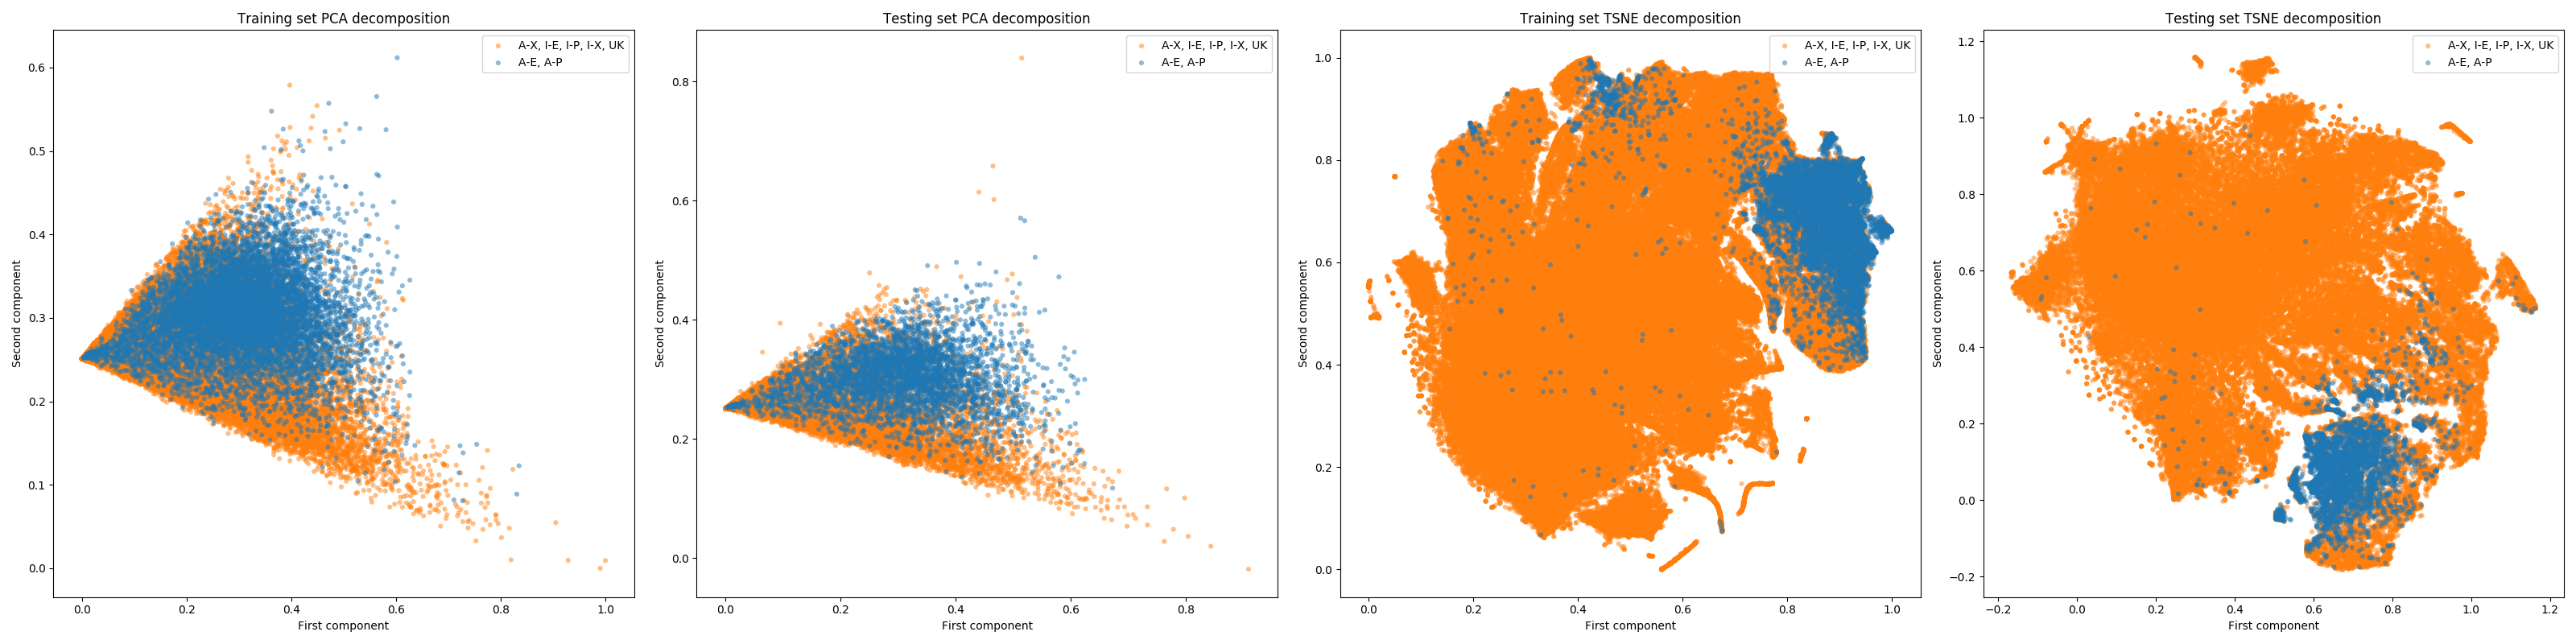 Training set PCA decomposition
A-X, I-E, I-P, I-X, UK
A-E, A-P
0.6
0.5
0.4
0.3
0.2
0.1
0.0
Second component
0.0 0.2 0.4 0.6 0.8 1.0
First component
Testing set PCA decomposition
A-X, I-E, I-P, I-X, UK
A-E, A-P
0.8
0.6
0.4
0.2
0.0
Second component
0.0 0.2 0.4 0.6 0.8
First component
Training set TSNE decomposition
A-X, I-E, I-P, I-X, UK
A-E, A-P
1.0
0.8
0.6
0.4
0.2
0.0
Second component
0.0 0.2 0.4 0.6 0.8 1.0
First component
Testing set TSNE decomposition
A-X, I-E, I-P, I-X, UK
A-E, A-P
1.2
1.0
0.8
0.6
0.4
0.2
0.0
−0.2
Second component
−0.2 0.0 0.2 0.4 0.6 0.8 1.0 1.2
First component